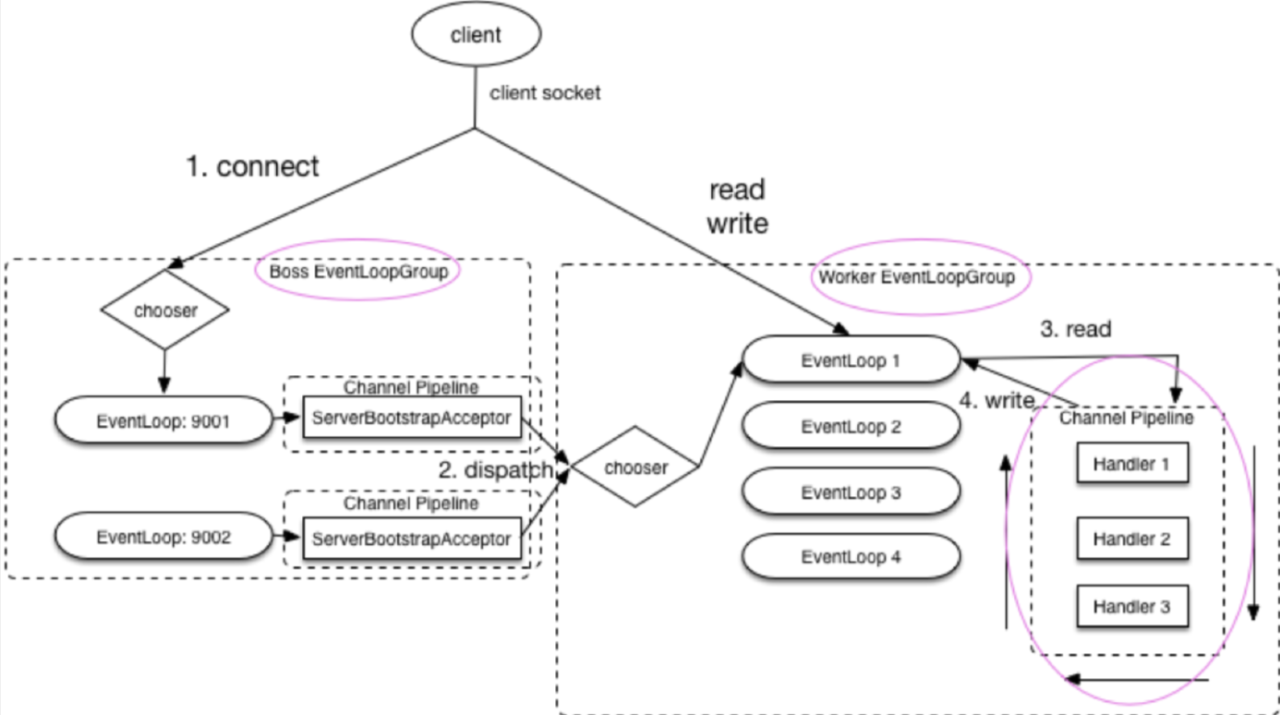 client
client socket
1. connect
read
write
Boss EventLoopGroup
Worker EventLoopGroup
chooser
EventLoop: 9001
Channel Pipeline
ServerBootstrapAcceptor
2. dispatch
EventLoop: 9002
Channel Pipeline
ServerBootstrapAcceptor
chooser
EventLoop 1
EventLoop 2
EventLoop 3
EventLoop 4
3. read
4. write
Channel Pipeline
Handler 1
Handler 2
Handler 3